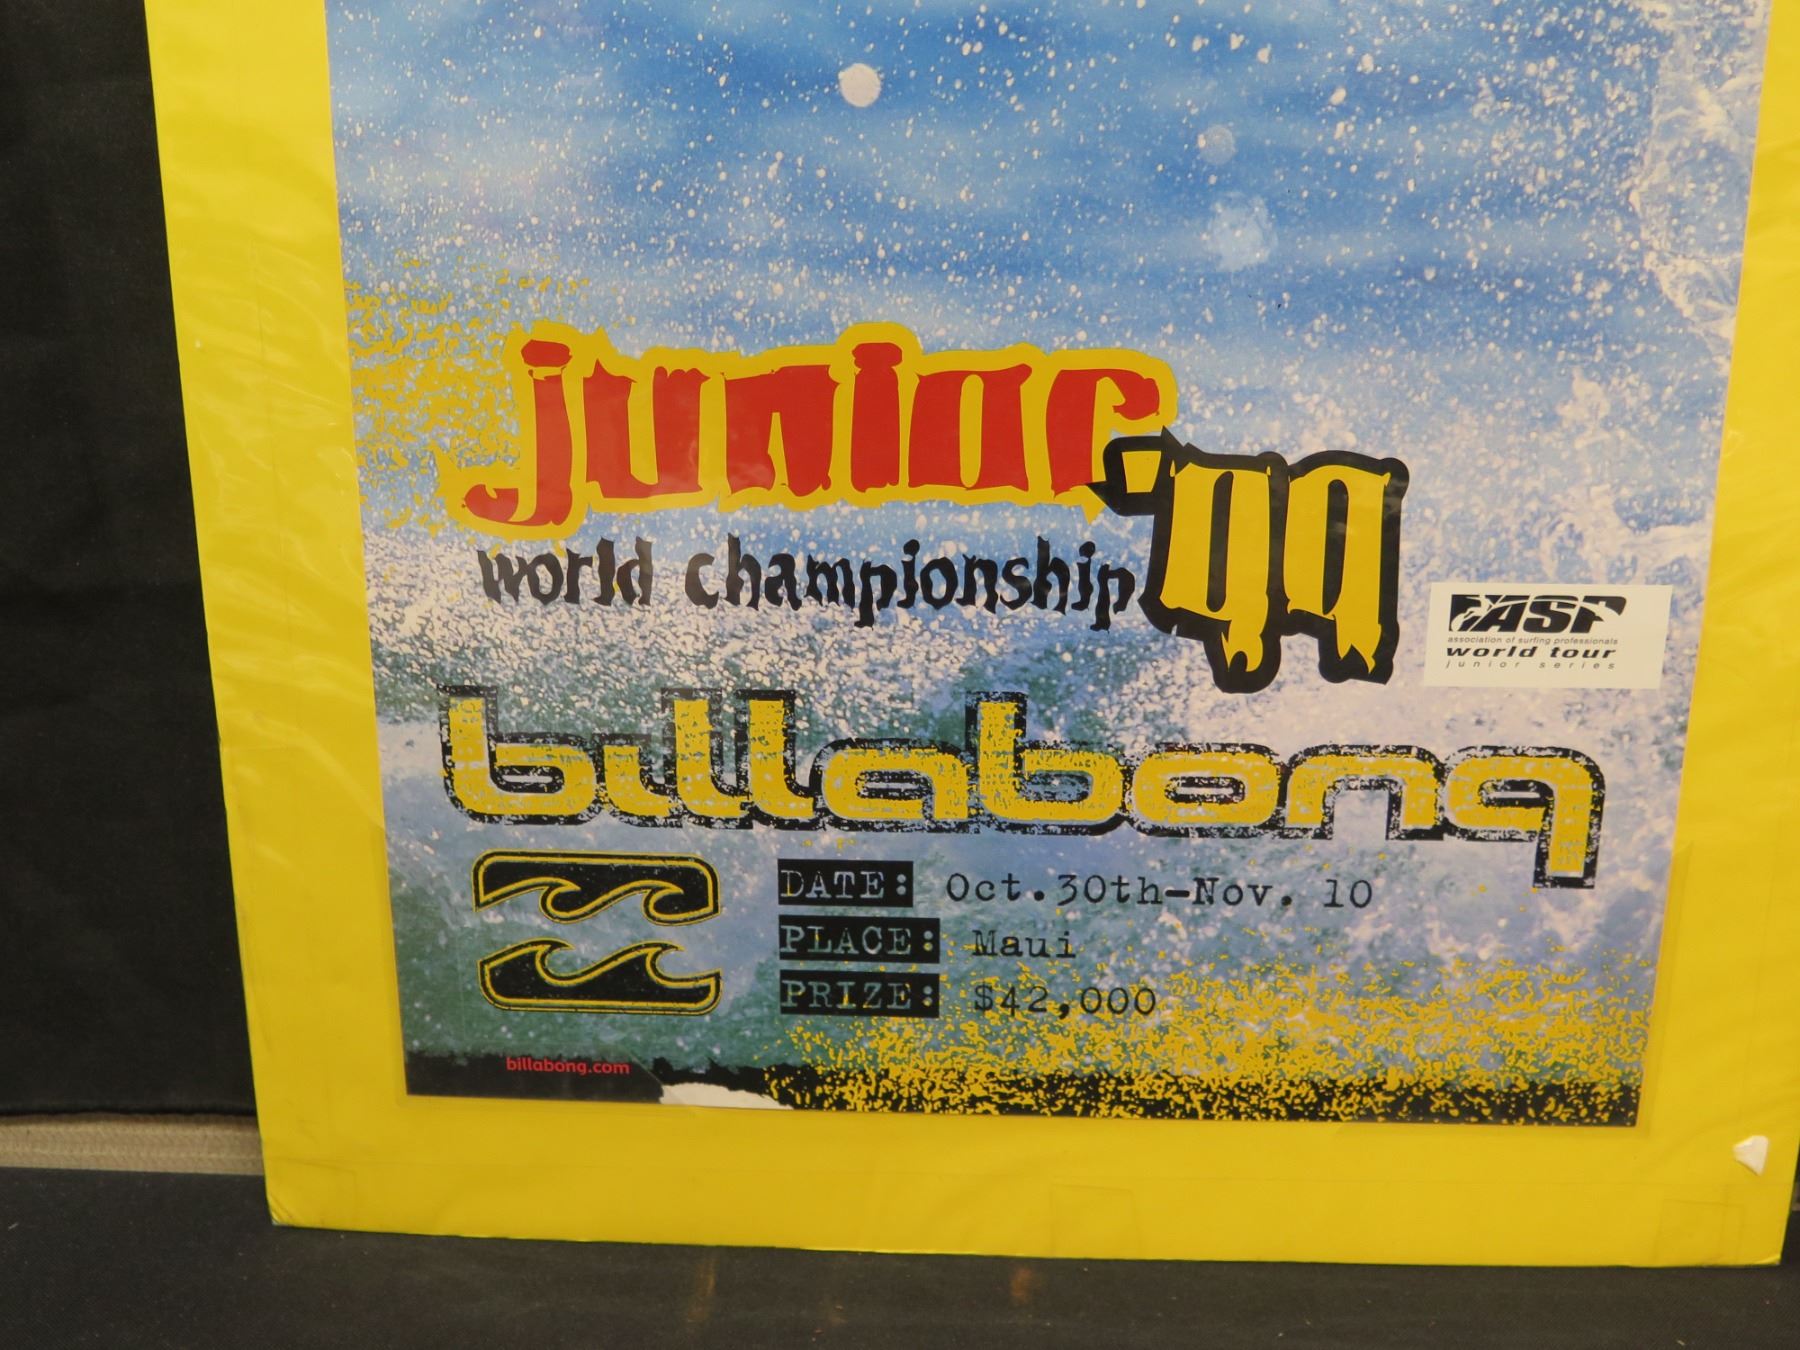 junior
'99
world championship
ASP
association of surfing professionals
world tour
junior series
billabong
DATE: Oct.30th-Nov. 10
PLACE: Maui
PRIZE: $42,000
billabong.com